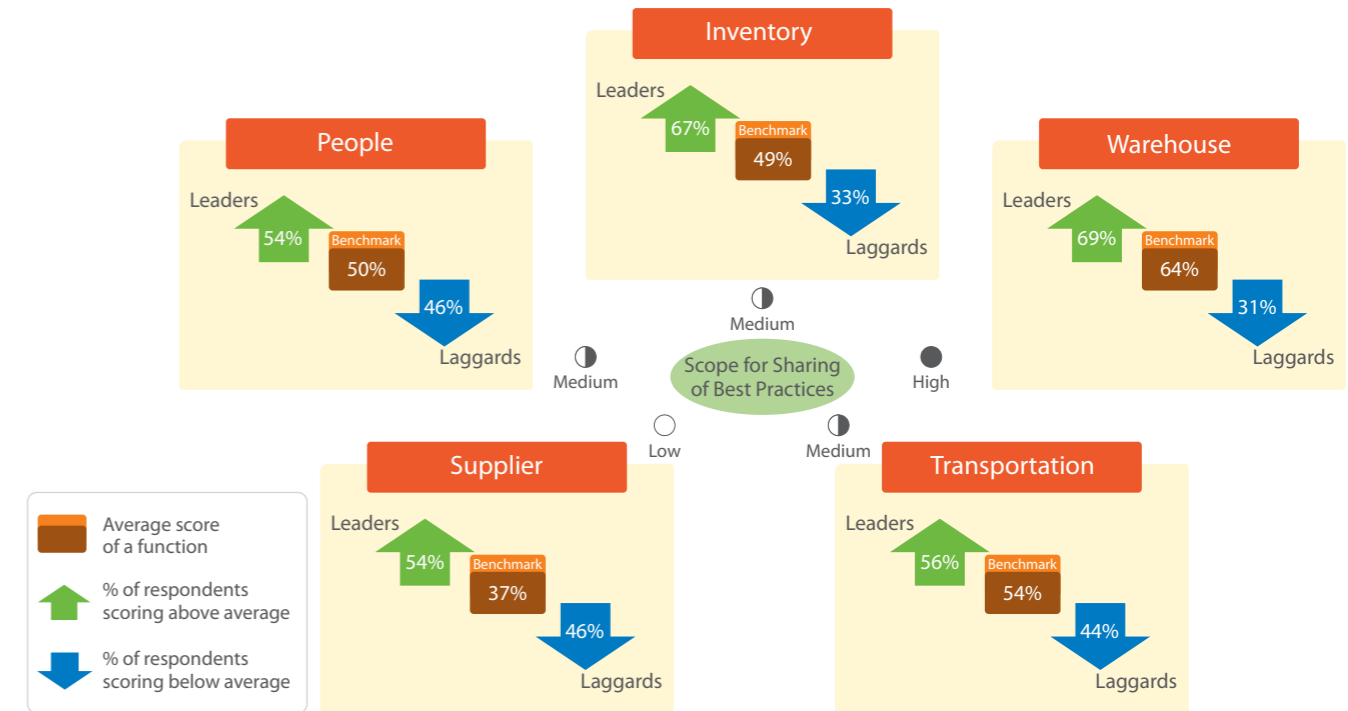 Inventory
Leaders
67%
Benchmark
49%
33%
Laggards
People
Leaders
54%
Benchmark
50%
46%
Laggards
Warehouse
Leaders
69%
Benchmark
64%
31%
Laggards
Medium
Medium
Scope for Sharing
of Best Practices
High
Low
Medium
Supplier
Leaders
54%
Benchmark
37%
46%
Laggards
Transportation
Leaders
56%
Benchmark
54%
44%
Laggards
Average score
of a function
% of respondents
scoring above average
% of respondents
scoring below average